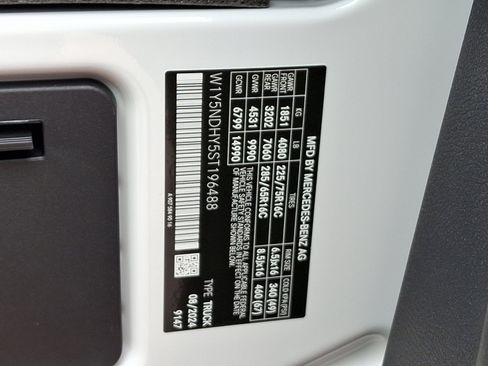 MFD BY MERCEDES-BENZ AG
KG LB TIRES RIM SIZE COLD KPA (PSI)
GAWR FRONT 1851 4080 225/75R16C 6.5Jx16 340 (49)
GAWR REAR 3202 7060 285/65R16C 8.5Jx16 460 (67)
GVWR 4531 9990
GCWR 6799 14990
THIS VEHICLE CONFORMS TO ALL APPLICABLE FEDERAL
MOTOR VEHICLE SAFETY STANDARDS IN EFFECT
ON THE DATE OF MANUFACTURE SHOWN ABOVE
W1Y5NDHY5ST196488
TYPE: TRUCK
08/2024
9147